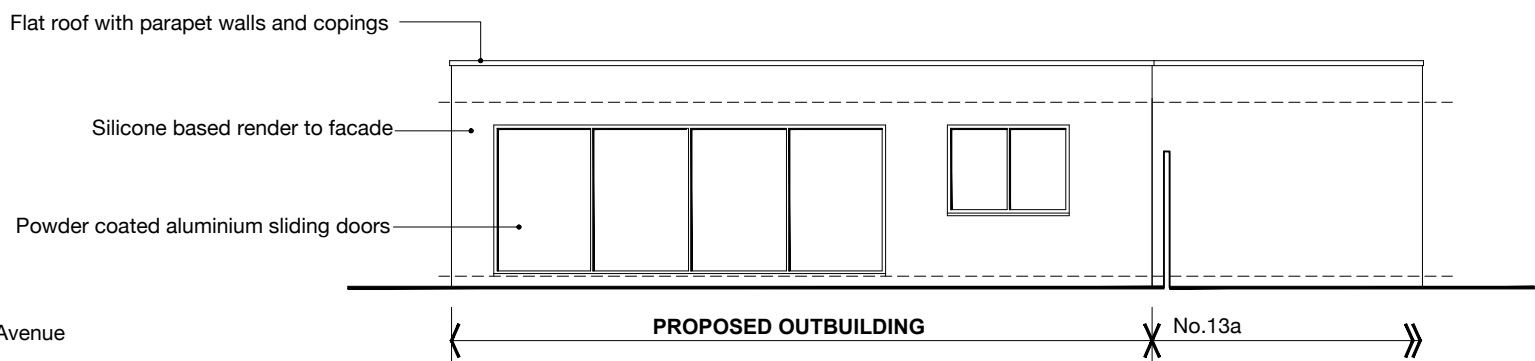 Flat roof with parapet walls and copings
Silicone based render to facade
Powder coated aluminium sliding doors
Avenue
PROPOSED OUTBUILDING
No.13a